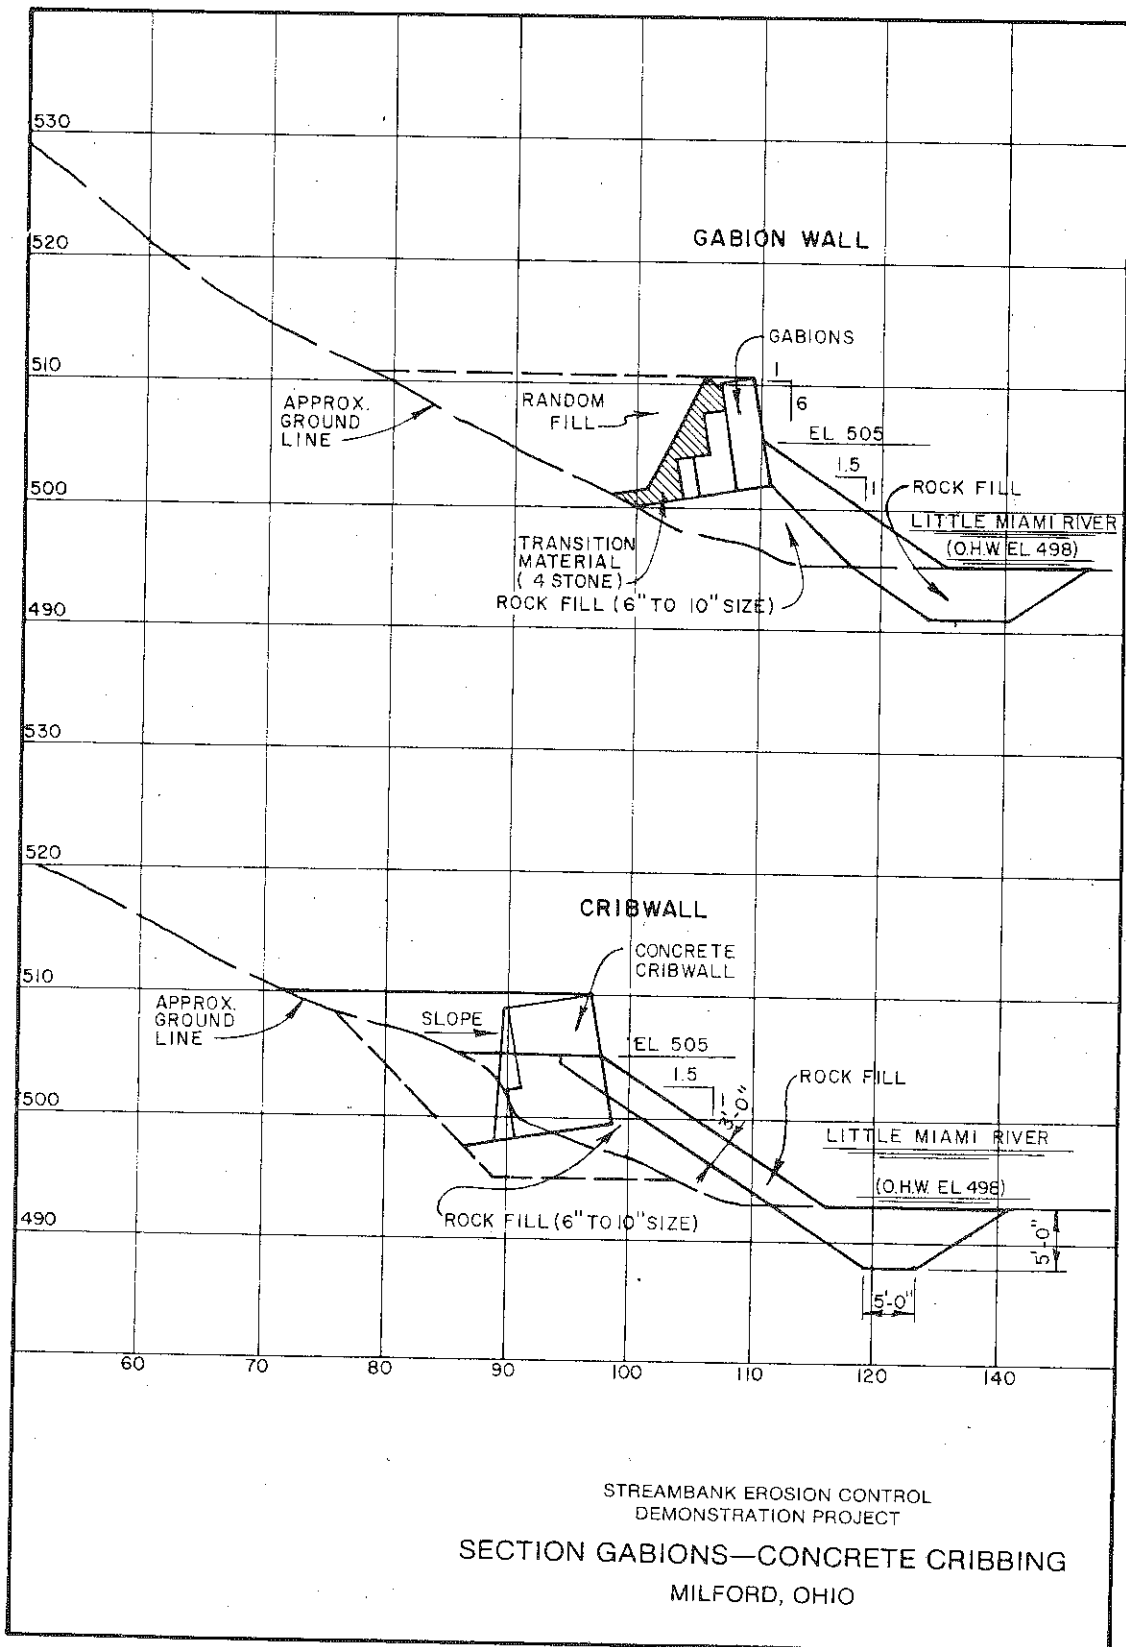 530
520
GABION WALL
GABIONS
510
1
6
APPROX.
GROUND
LINE
RANDOM
FILL
EL 505
1.5
1
500
ROCK FILL
LITTLE MIAMI RIVER
(O.H.W. EL 498)
TRANSITION
MATERIAL
( 4 STONE)
ROCK FILL (6" TO 10" SIZE)
490
530
520
CRIBWALL
CONCRETE
CRIBWALL
510
APPROX.
GROUND
LINE
SLOPE
EL 505
1.5
1
3'-0"
ROCK FILL
500
LITTLE MIAMI RIVER
(O.H.W. EL 498)
ROCK FILL (6" TO 10" SIZE)
490
5'-0"
5'-0"
60 70 80 90 100 110 120 140
STREAMBANK EROSION CONTROL
DEMONSTRATION PROJECT
SECTION GABIONS—CONCRETE CRIBBING
MILFORD, OHIO